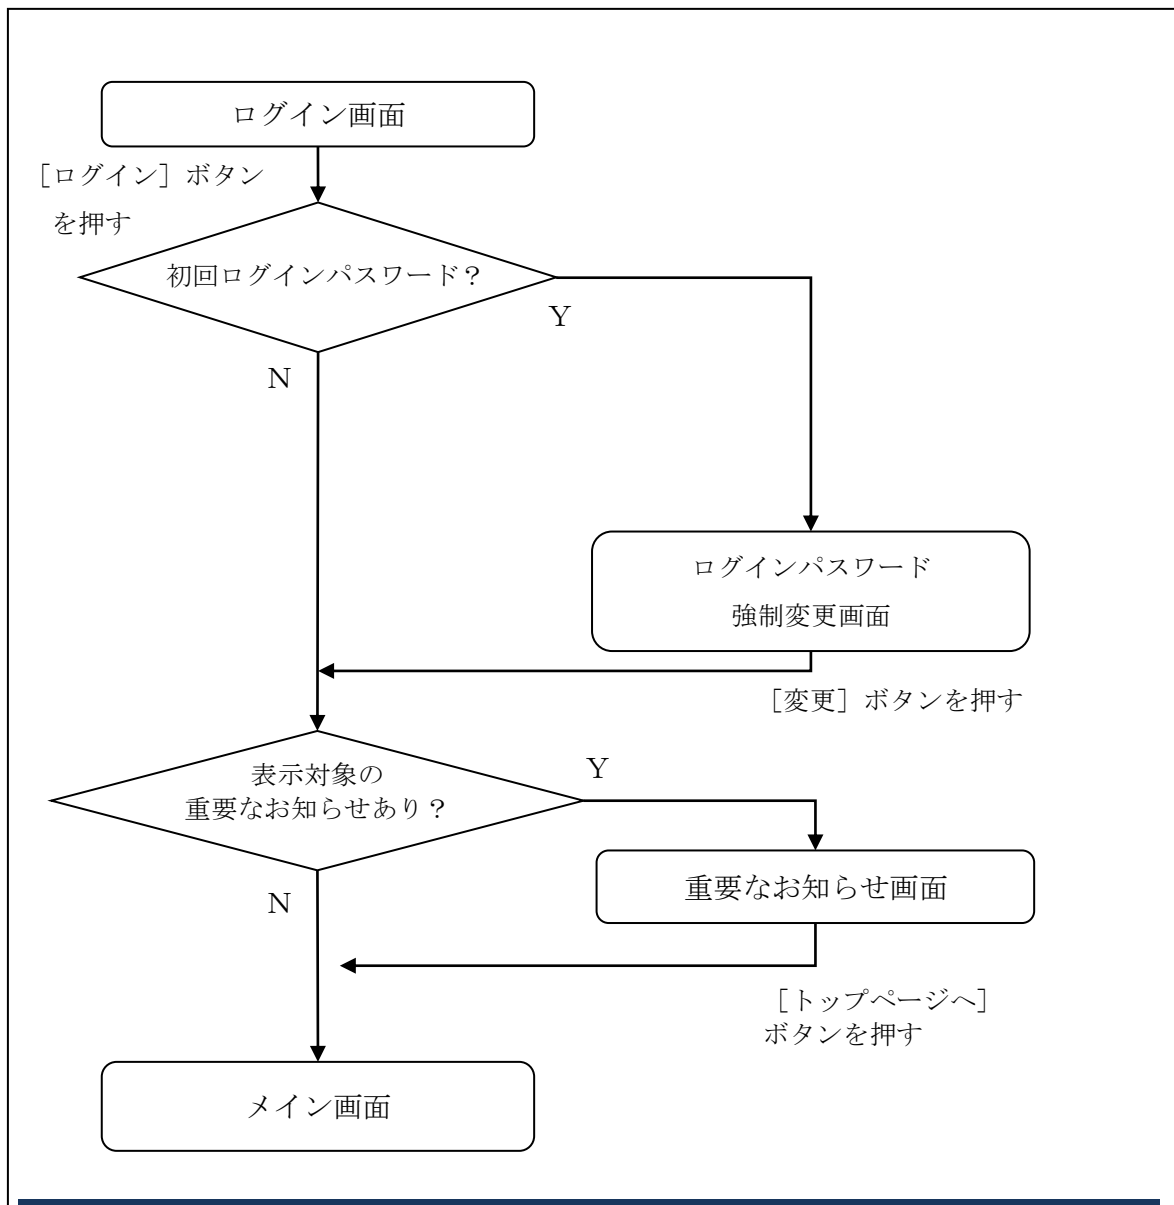 ログイン画面
［ログイン］ボタン
を押す
初回ログインパスワード？
Ｙ
Ｎ
ログインパスワード
強制変更画面
［変更］ボタンを押す
表示対象の
重要なお知らせあり？
Ｙ
Ｎ
重要なお知らせ画面
［トップページへ］
ボタンを押す
メイン画面